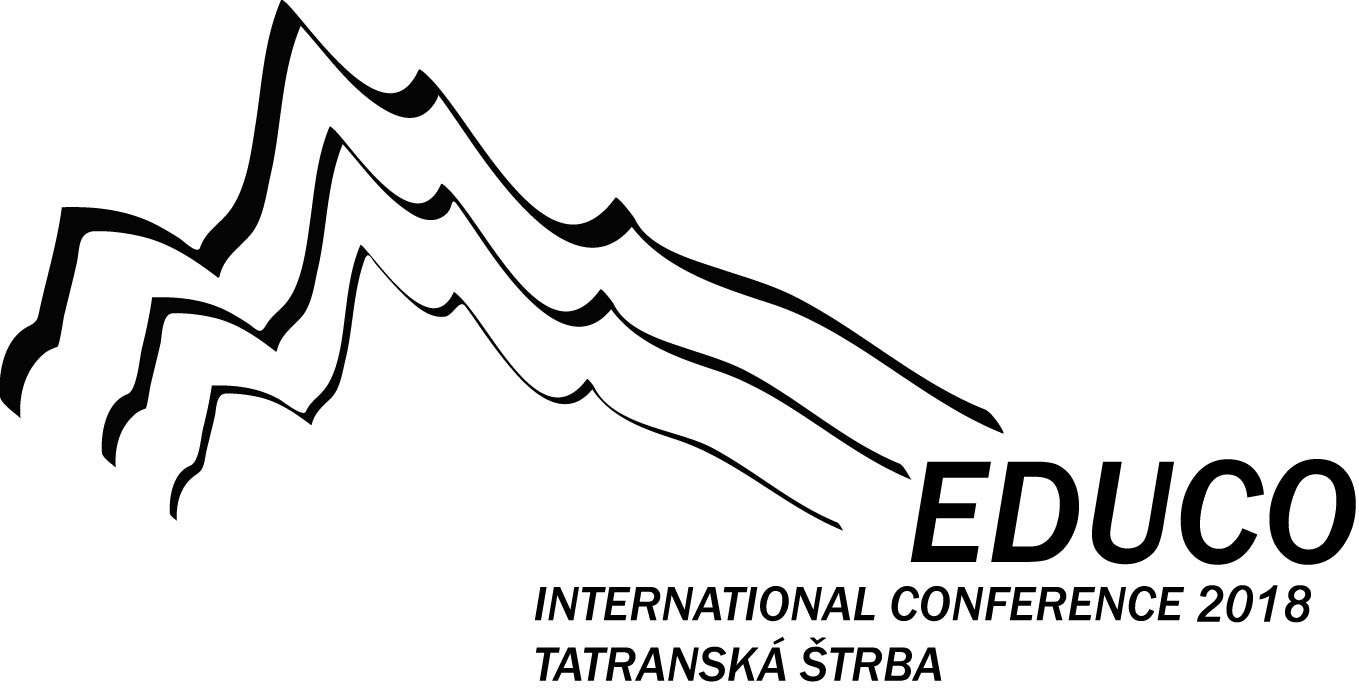 EDUCO
INTERNATIONAL CONFERENCE 2018
TATRANSKÁ ŠTRBA